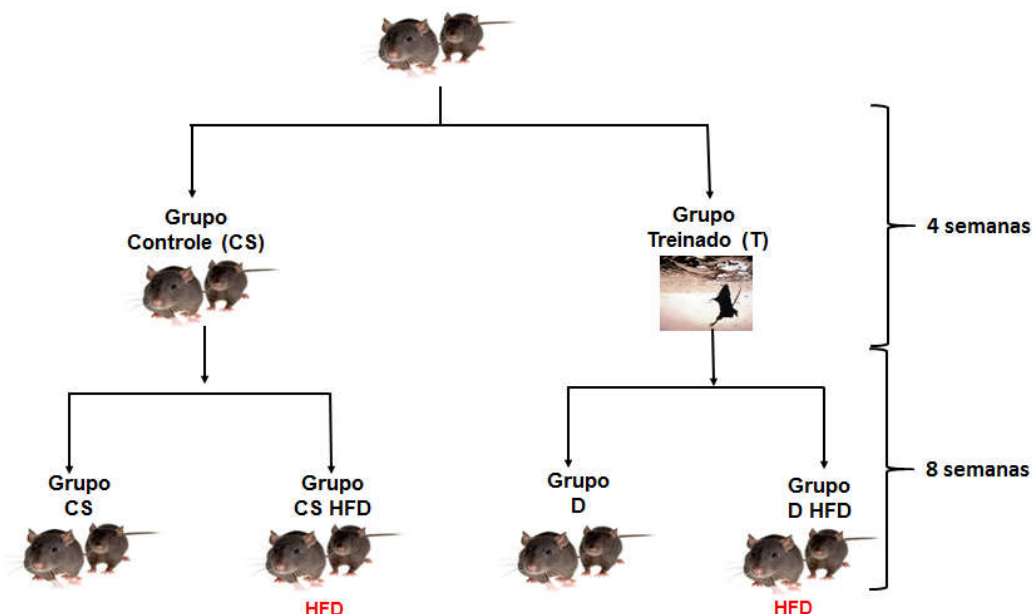 Grupo
Controle (CS)
Grupo
Treinado (T)
4 semanas
Grupo
CS
Grupo
CS HFD
Grupo
D
Grupo
D HFD
8 semanas
HFD
HFD